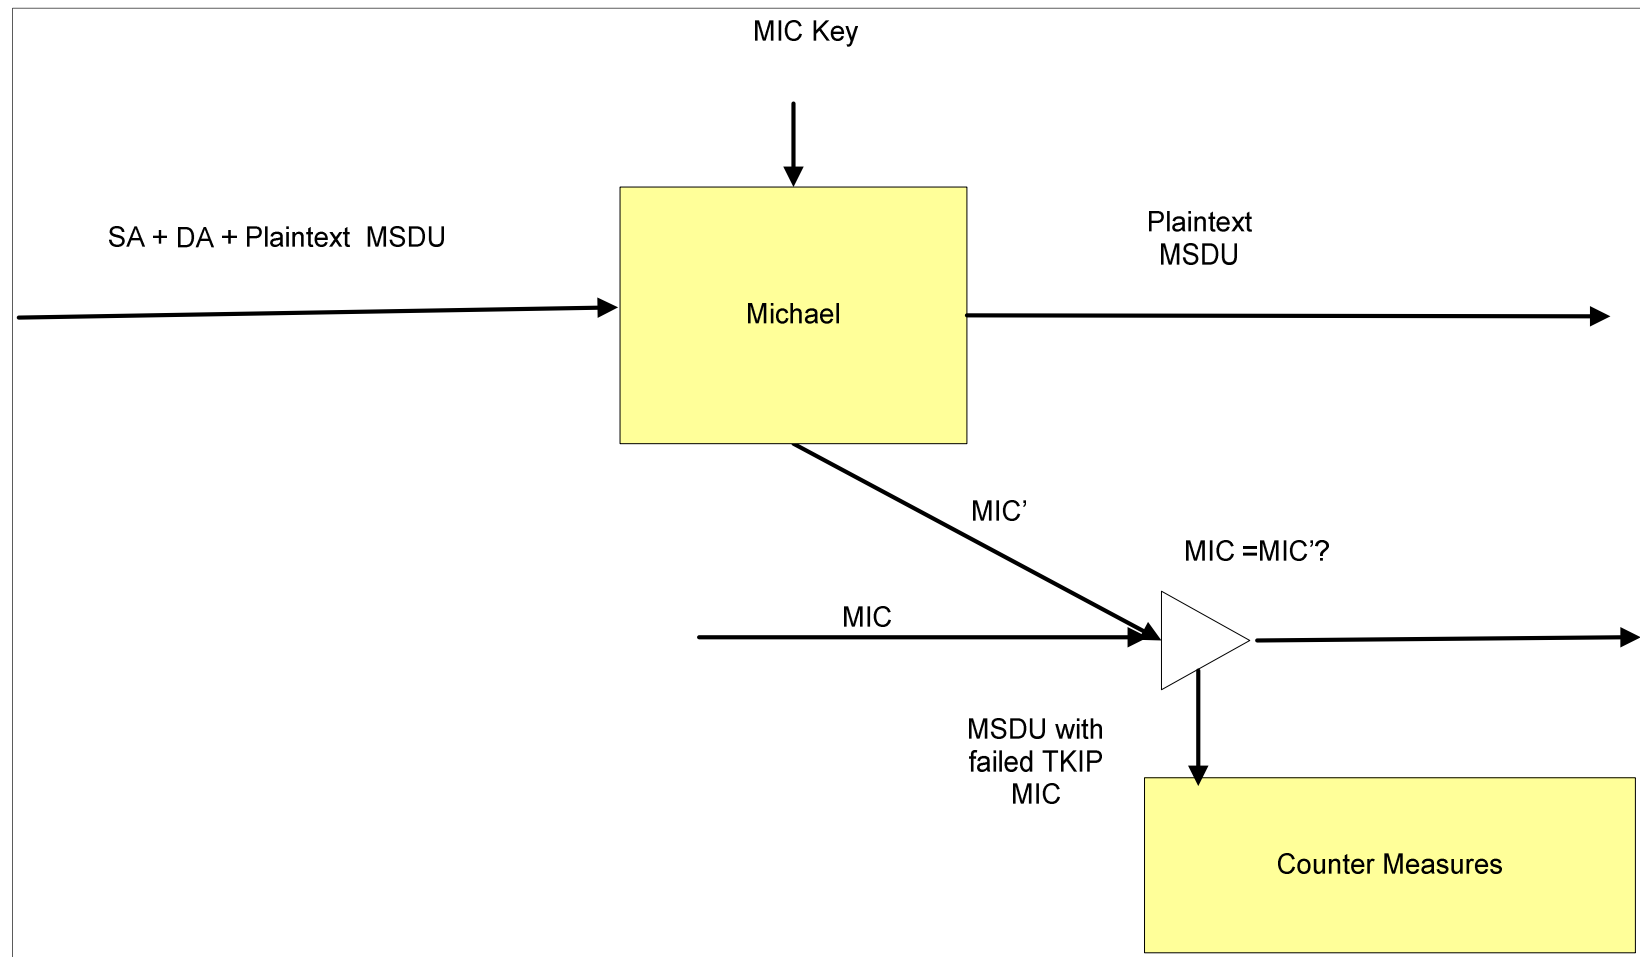 MIC Key
SA + DA + Plaintext MSDU
Plaintext
MSDU
Michael
MIC’
MIC =MIC’?
MIC
MSDU with
failed TKIP
MIC
Counter Measures